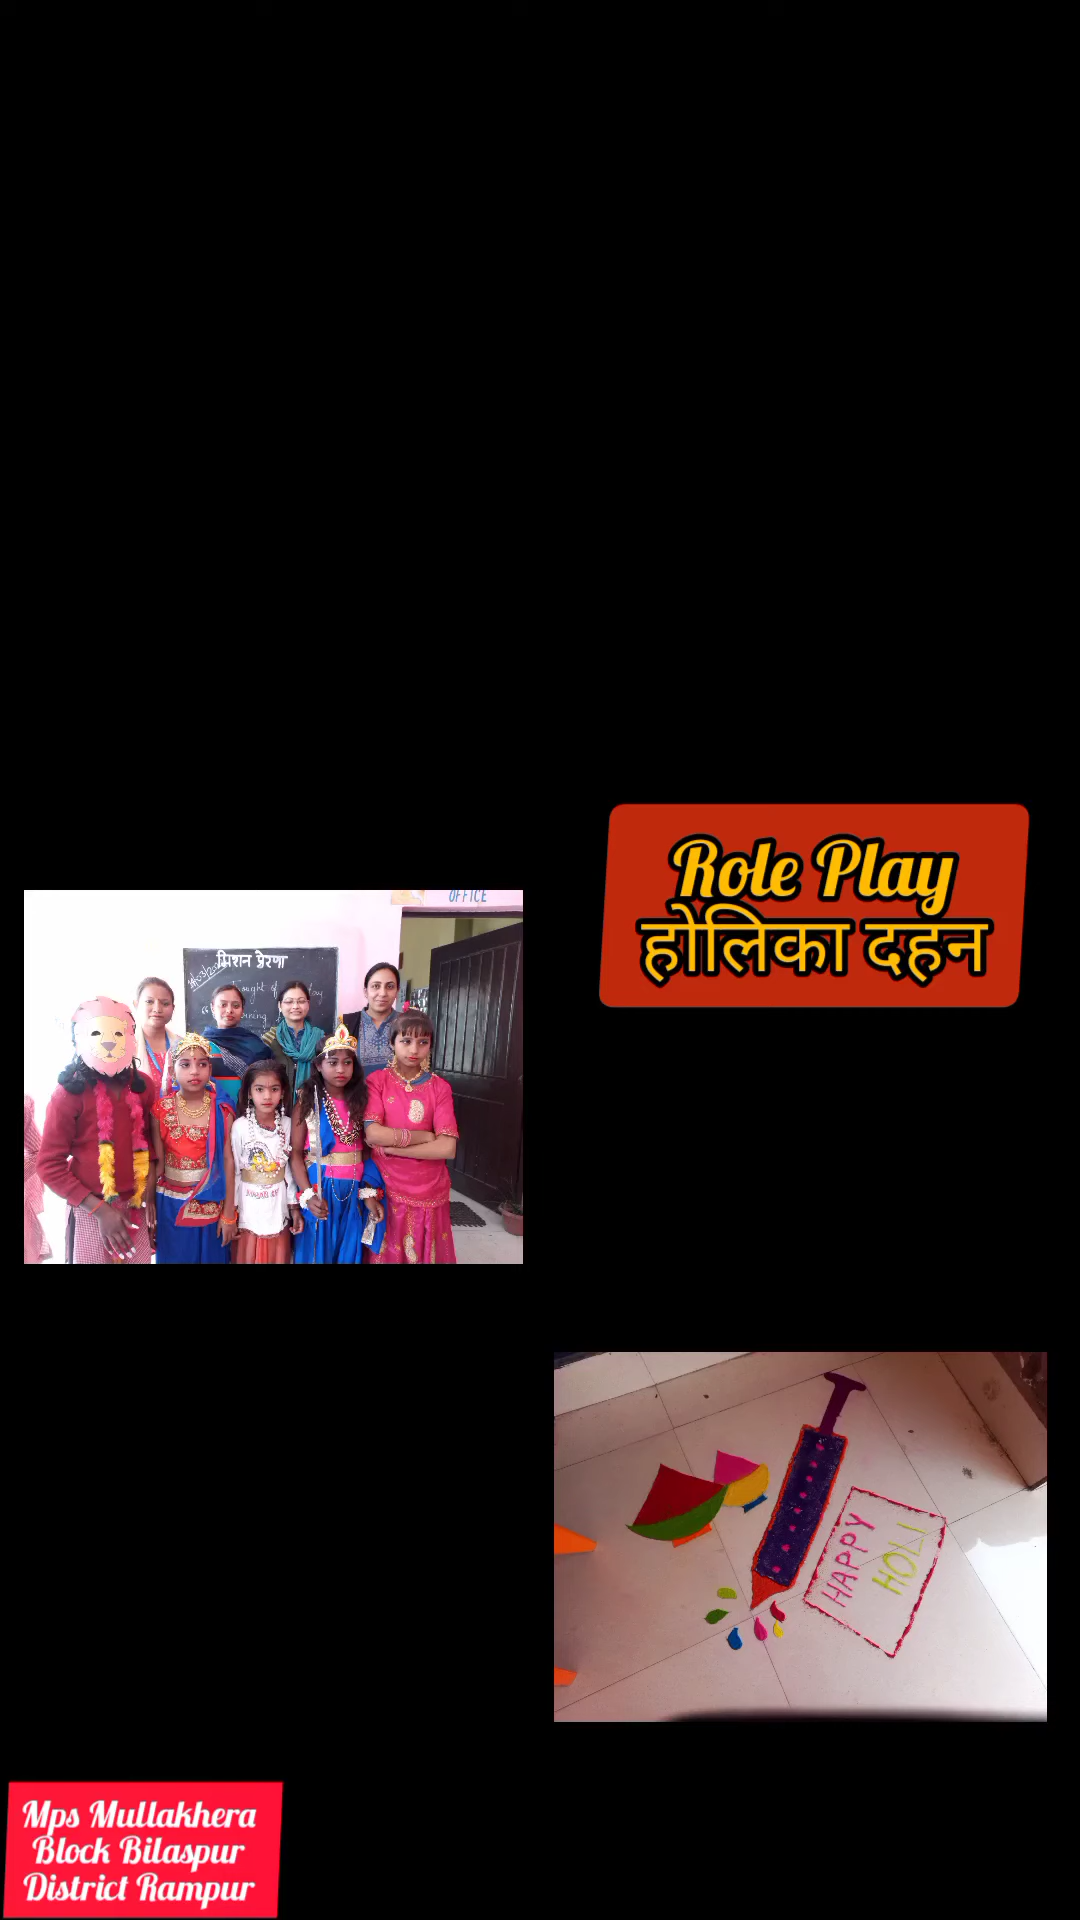 Role Play
होलिका दहन
OFFICE
मिशन प्रेरणा
HAPPY
HOLI
Mps Mullakhera
Block Bilaspur
District Rampur